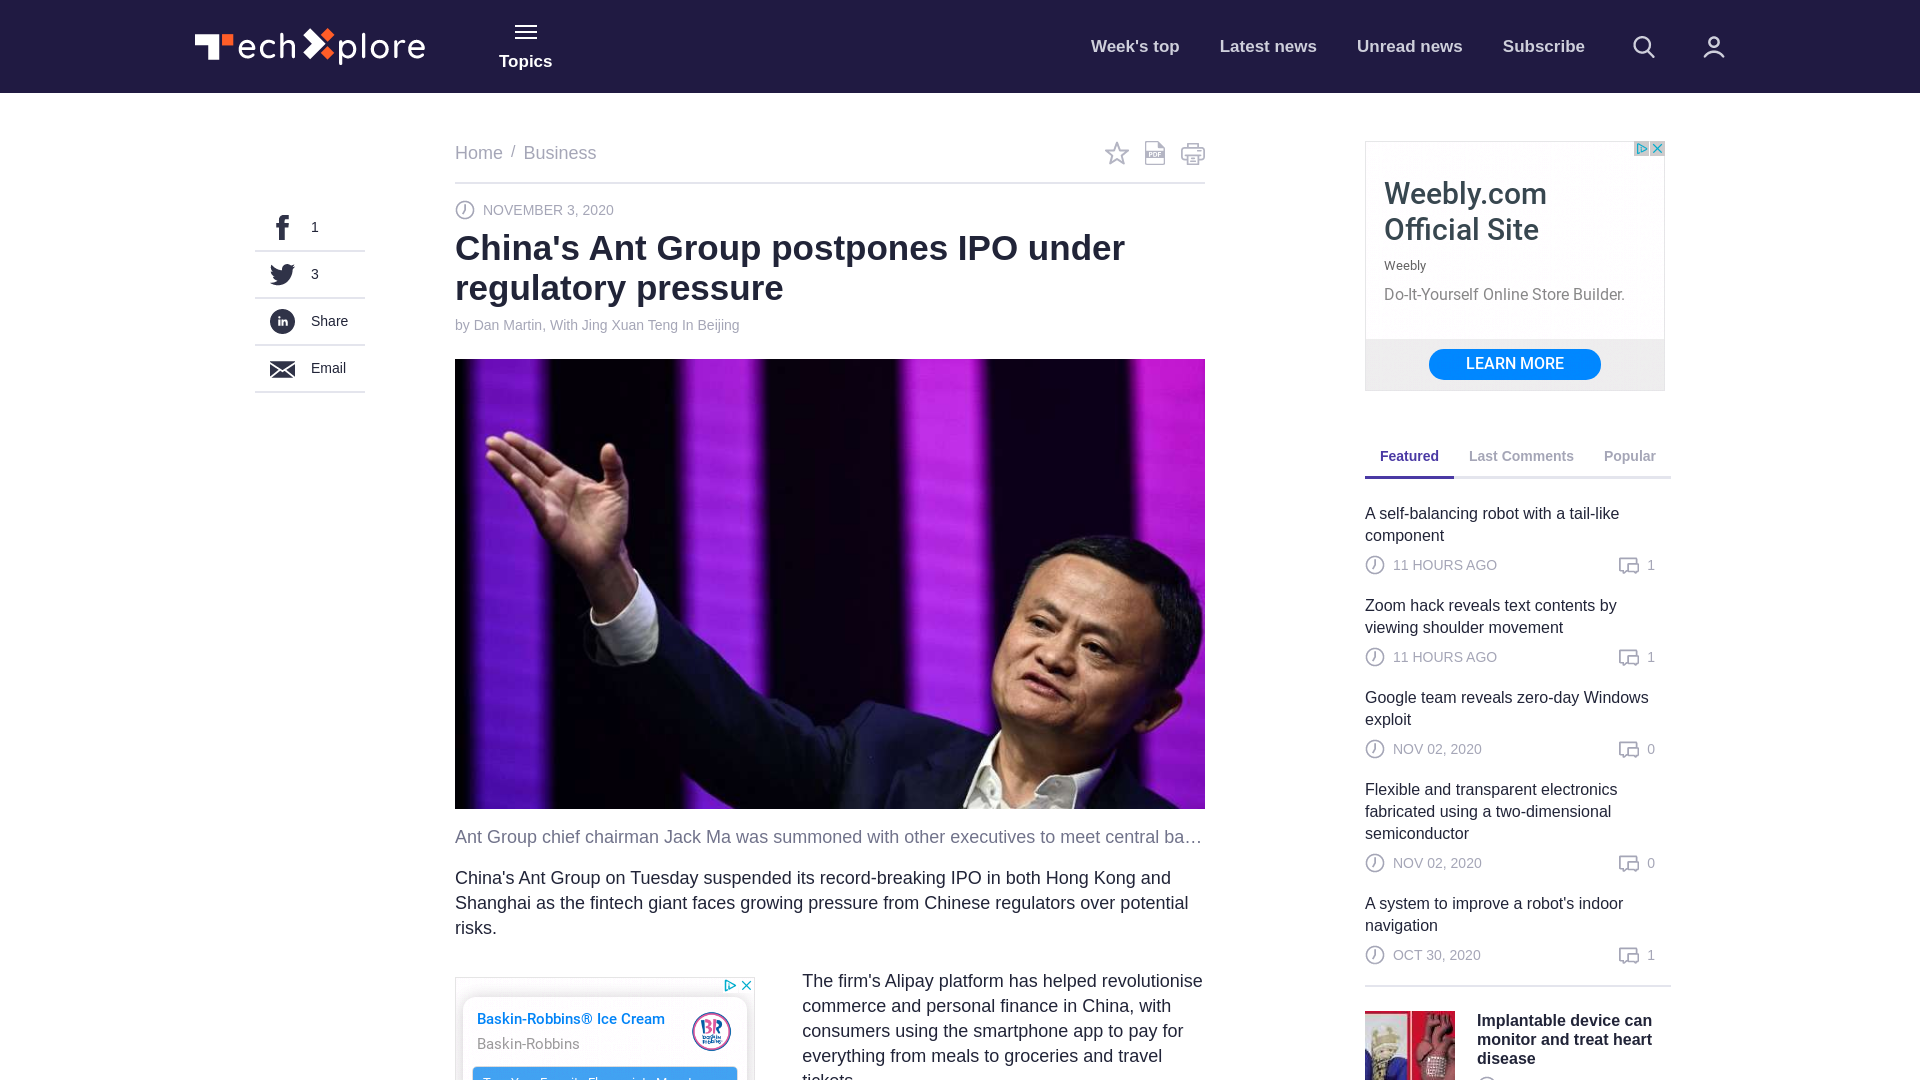 Tech Xplore
Topics
Week's top
Latest news
Unread news
Subscribe
Home / Business
PDF
1
3
Share
Email
NOVEMBER 3, 2020
China's Ant Group postpones IPO under
regulatory pressure
by Dan Martin, With Jing Xuan Teng In Beijing
Ant Group chief chairman Jack Ma was summoned with other executives to meet central ba…
China's Ant Group on Tuesday suspended its record-breaking IPO in both Hong Kong and
Shanghai as the fintech giant faces growing pressure from Chinese regulators over potential
risks.
Baskin-Robbins® Ice Cream
Baskin-Robbins
BR
baskin
robbins
The firm's Alipay platform has helped revolutionise
commerce and personal finance in China, with
consumers using the smartphone app to pay for
everything from meals to groceries and travel
tickets.
Weebly.com
Official Site
Weebly
Do-It-Yourself Online Store Builder.
LEARN MORE
Featured
Last Comments
Popular
A self-balancing robot with a tail-like
component
11 HOURS AGO
1
Zoom hack reveals text contents by
viewing shoulder movement
11 HOURS AGO
1
Google team reveals zero-day Windows
exploit
NOV 02, 2020
0
Flexible and transparent electronics
fabricated using a two-dimensional
semiconductor
NOV 02, 2020
0
A system to improve a robot's indoor
navigation
OCT 30, 2020
1
Implantable device can
monitor and treat heart
disease